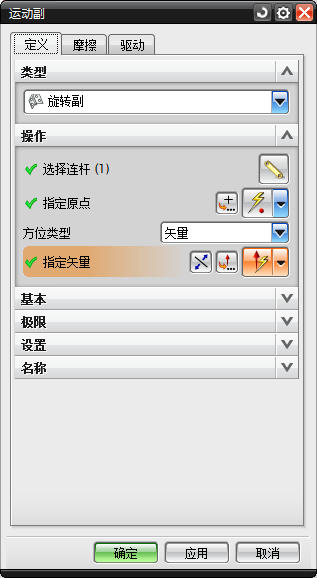 运动副
定义 摩擦 驱动
类型
旋转副
操作
选择连杆 (1)
指定原点
方位类型 矢量
指定矢量
基本
极限
设置
名称
确定 应用 取消